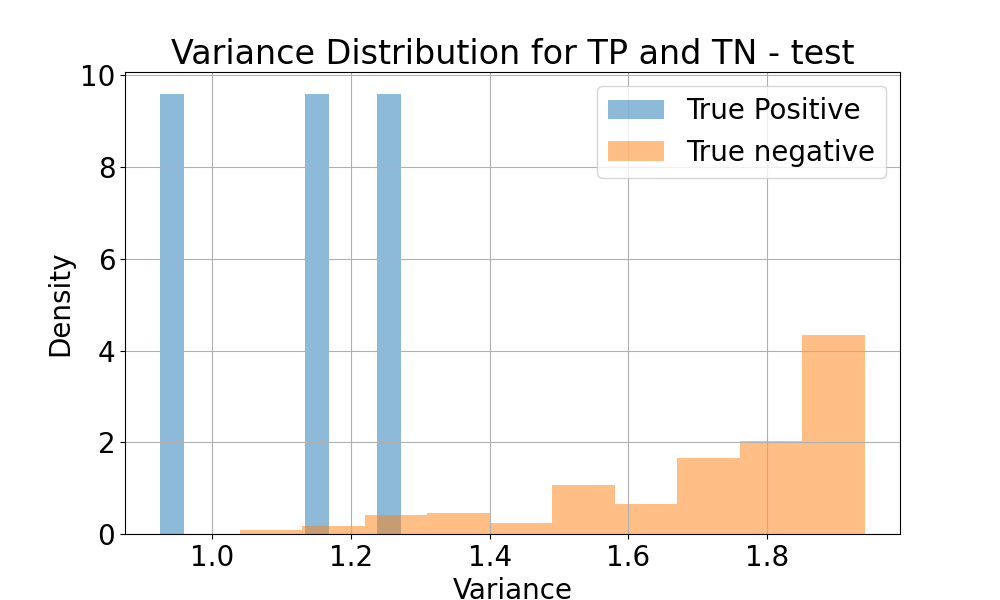 Variance Distribution for TP and TN - test
10
8
6
4
2
0
Density
True Positive
True negative
1.0 1.2 1.4 1.6 1.8
Variance